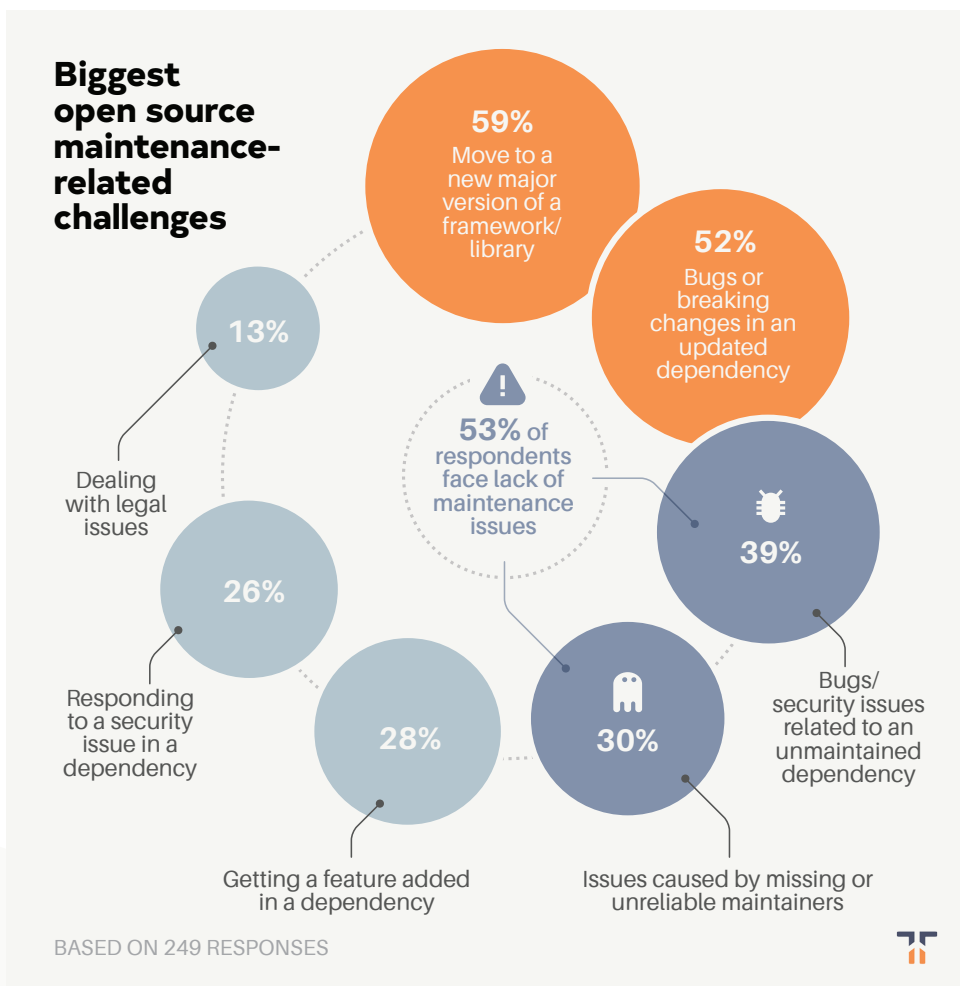 Biggest
open source
maintenance-
related
challenges
59%
Move to a
new major
version of a
framework/
library
52%
Bugs or
breaking
changes in an
updated
dependency
13%
Dealing
with legal
issues
53% of
respondents
face lack of
maintenance
issues
39%
Bugs/
security issues
related to an
unmaintained
dependency
26%
Responding
to a security
issue in a
dependency
28%
Getting a feature added
in a dependency
30%
Issues caused by missing or
unreliable maintainers
BASED ON 249 RESPONSES